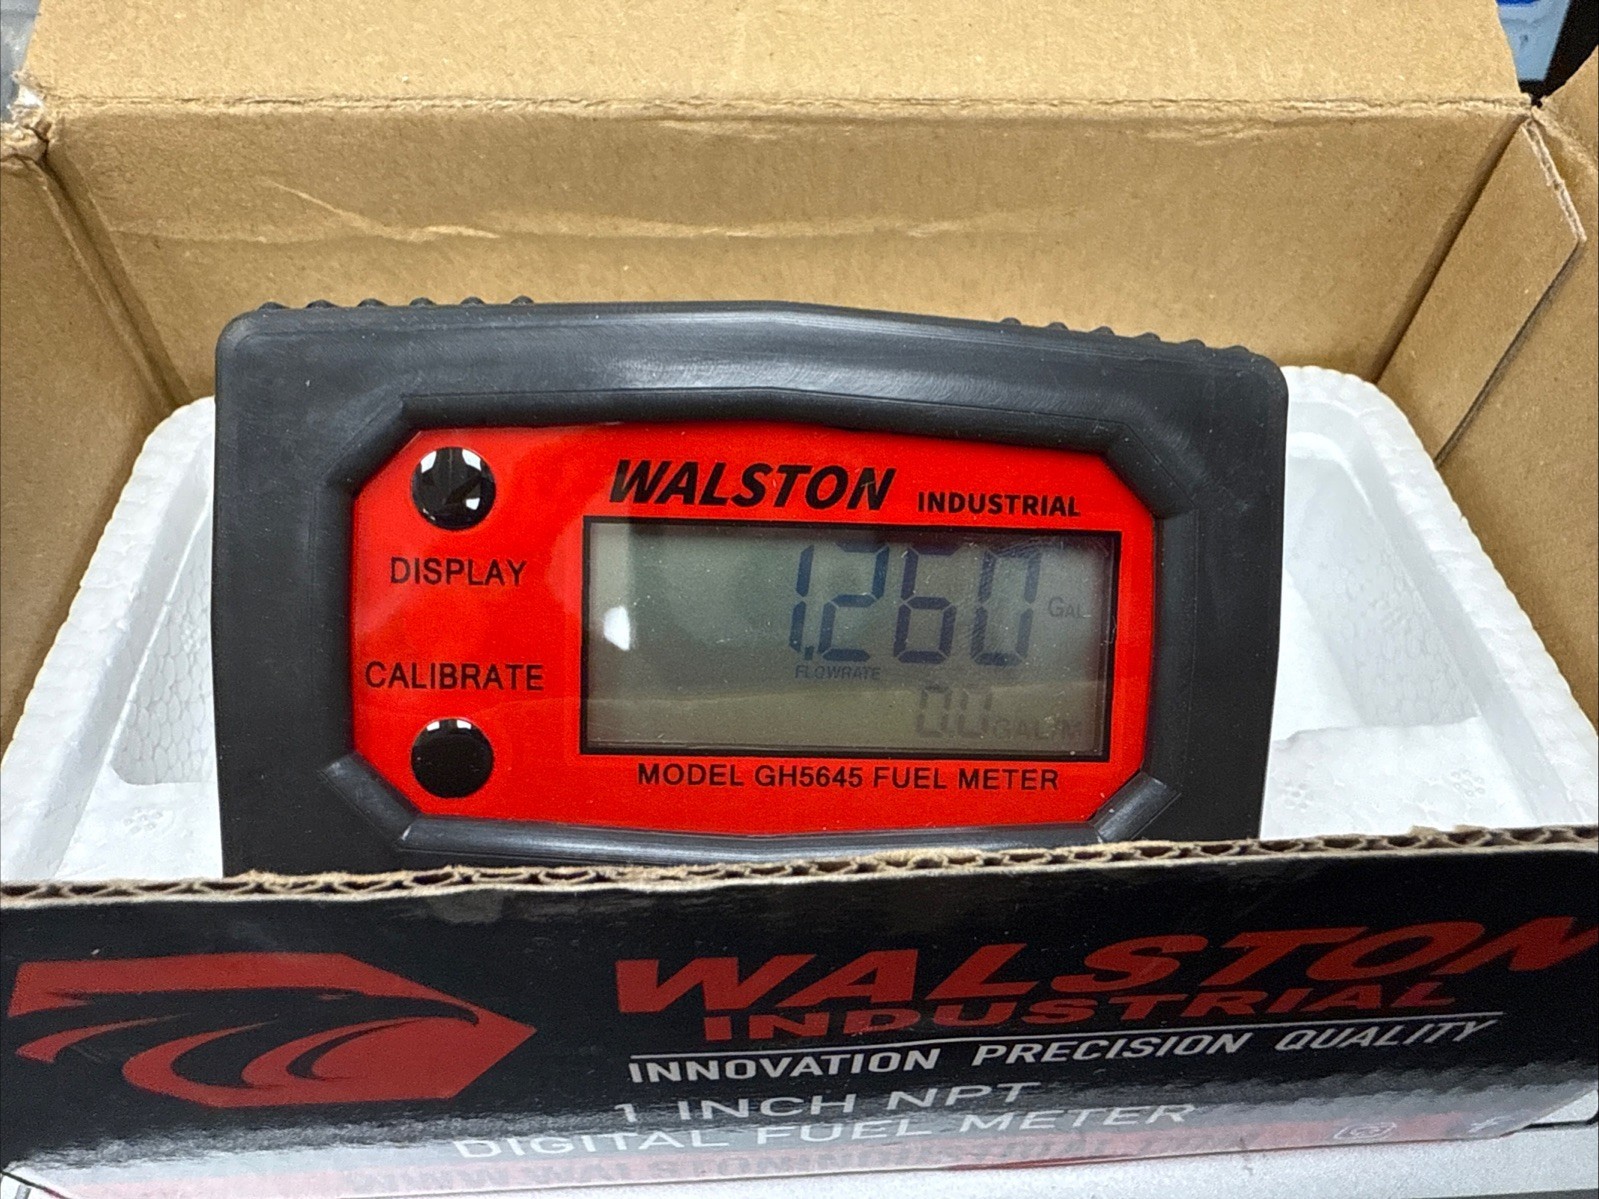 WALSTON INDUSTRIAL
DISPLAY
1.260 GAL
FLOWRATE
0.0 GAL/M
CALIBRATE
MODEL GH5645 FUEL METER
WALSTON
INDUSTRIAL
INNOVATION PRECISION QUALITY
1 INCH NPT
DIGITAL FUEL METER